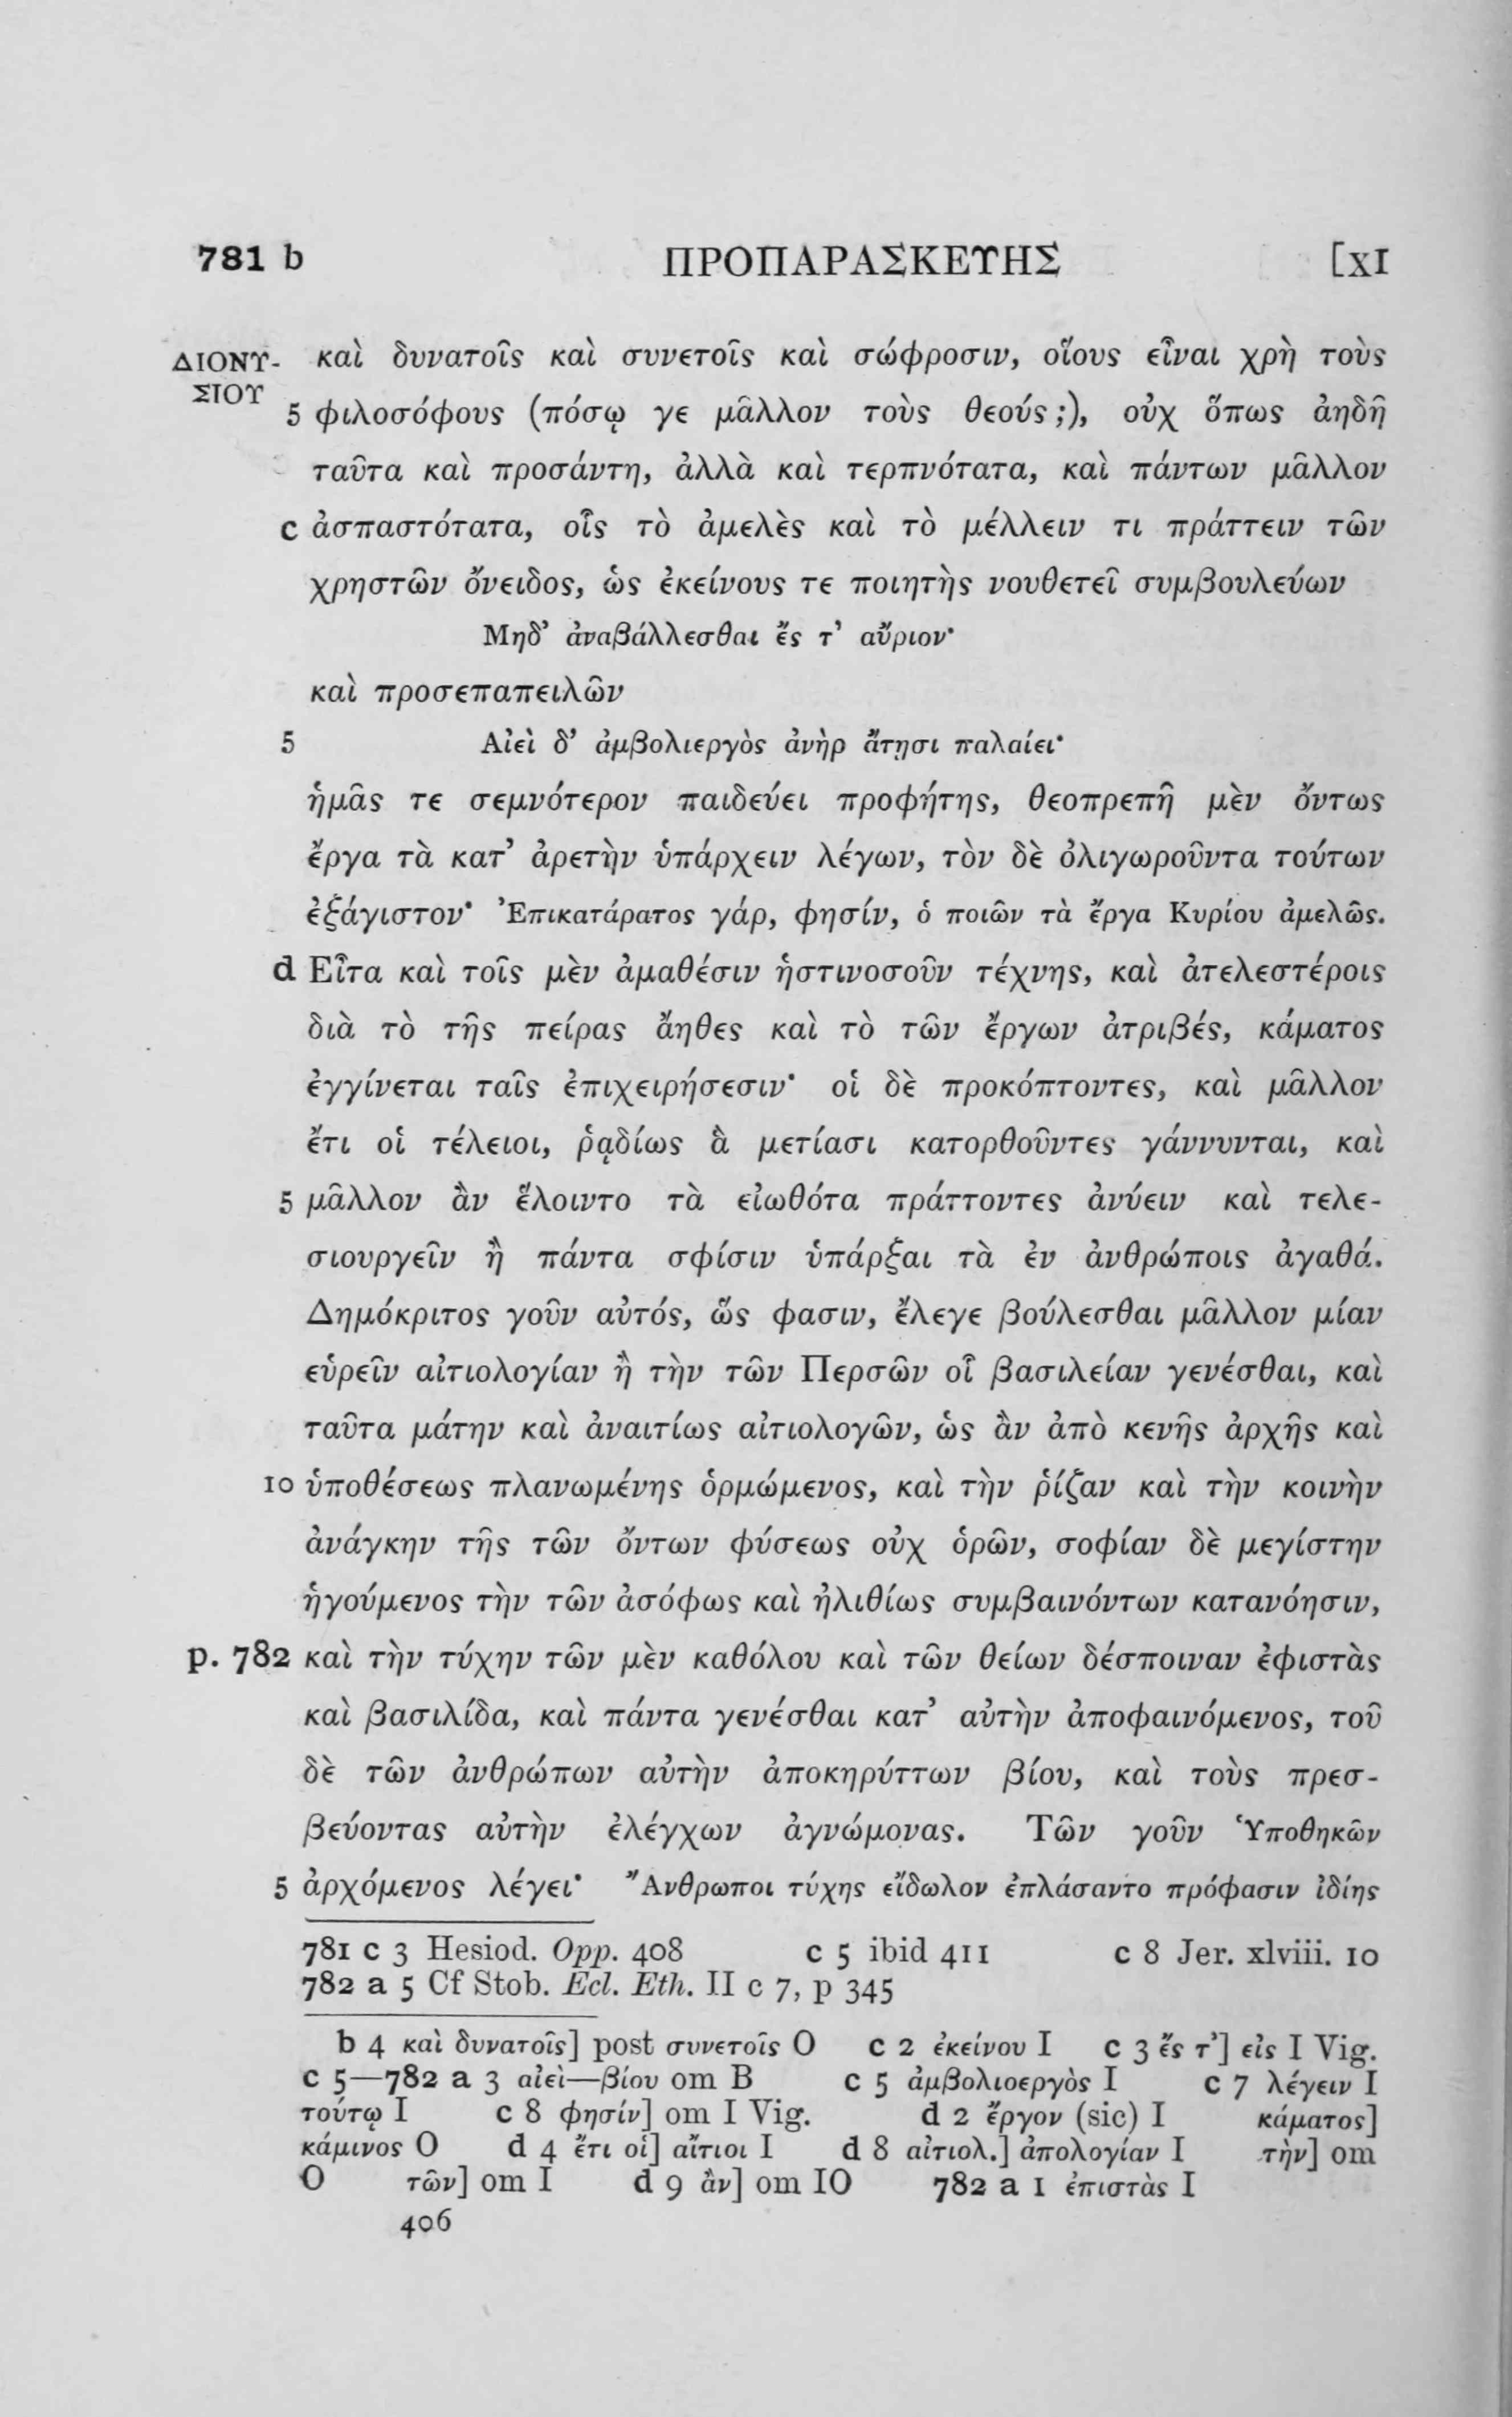 781 b ΠΡΟΠΑΡΑΣΚΕΥΗΣ [XI
ΔΙΟΝΥ- καὶ δυνατοῖς καὶ συνετοῖς καὶ σώφροσιν, οἵους εἶναι χρὴ τοὺς
ΣΙΟΥ 5 φιλοσόφους (πόσῳ γε μᾶλλον τοὺς θεούς;), οὐχ ὅπως ἀηδῆ
ταῦτα καὶ προσάντη, ἀλλὰ καὶ τερπνότατα, καὶ πάντων μᾶλλον
c ἀσπαστότατα, οἷς τὸ ἀμελὲς καὶ τὸ μέλλειν τι πράττειν τῶν
χρηστῶν ὄνειδος, ὡς ἐκείνους τε ποιητὴς νουθετεῖ συμβουλεύων
Μηδ' ἀναβάλλεσθαι ἔς τ' αὔριον·
καὶ προσεπαπειλῶν
5 Αἰεὶ δ' ἀμβολιεργὸς ἀνὴρ ἄτῃσι παλαίει·
ἡμᾶς τε σεμνότερον παιδεύει προφήτης, θεοπρεπῆ μὲν ὄντως
ἔργα τὰ κατ' ἀρετὴν ὑπάρχειν λέγων, τὸν δὲ ὀλιγωροῦντα τούτων
ἐξάγιστον· Ἐπικατάρατος γάρ, φησίν, ὁ ποιῶν τὰ ἔργα Κυρίου ἀμελῶς.
d Εἶτα καὶ τοῖς μὲν ἀμαθέσιν ἡστινοσοῦν τέχνης, καὶ ἀτελεστέροις
διὰ τὸ τῆς πείρας ἄηθες καὶ τὸ τῶν ἔργων ἀτριβές, κάματος
ἐγγίνεται ταῖς ἐπιχειρήσεσιν· οἱ δὲ προκόπτοντες, καὶ μᾶλλον
ἔτι οἱ τέλειοι, ῥᾳδίως ἃ μετίασι κατορθοῦντες γάννυνται, καὶ
5 μᾶλλον ἂν ἕλοιντο τὰ εἰωθότα πράττοντες ἀνύειν καὶ τελε-
σιουργεῖν ἢ πάντα σφίσιν ὑπάρξαι τὰ ἐν ἀνθρώποις ἀγαθά.
Δημόκριτος γοῦν αὐτός, ὥς φασιν, ἔλεγε βούλεσθαι μᾶλλον μίαν
εὑρεῖν αἰτιολογίαν ἢ τὴν τῶν Περσῶν οἷ βασιλείαν γενέσθαι, καὶ
ταῦτα μάτην καὶ ἀναιτίως αἰτιολογῶν, ὡς ἂν ἀπὸ κενῆς ἀρχῆς καὶ
10 ὑποθέσεως πλανωμένης ὁρμώμενος, καὶ τὴν ῥίζαν καὶ τὴν κοινὴν
ἀνάγκην τῆς τῶν ὄντων φύσεως οὐχ ὁρῶν, σοφίαν δὲ μεγίστην
ἡγούμενος τὴν τῶν ἀσόφως καὶ ἠλιθίως συμβαινόντων κατανόησιν,
p. 782 καὶ τὴν τύχην τῶν μὲν καθόλου καὶ τῶν θείων δέσποιναν ἐφιστὰς
καὶ βασιλίδα, καὶ πάντα γενέσθαι κατ' αὐτὴν ἀποφαινόμενος, τοῦ
δὲ τῶν ἀνθρώπων αὐτὴν ἀποκηρύττων βίου, καὶ τοὺς πρεσ-
βεύοντας αὐτὴν ἐλέγχων ἀγνώμονας. Τῶν γοῦν Ὑποθηκῶν
5 ἀρχόμενος λέγει· "Ανθρωποι τύχης εἴδωλον ἐπλάσαντο πρόφασιν ἰδίης
781 c 3 Hesiod. Opp. 408 c 5 ibid 411 c 8 Jer. xlviii. 10
782 a 5 Cf Stob. Ecl. Eth. II c 7, p 345
b 4 καὶ δυνατοῖς] post συνετοῖς O c 2 ἐκείνου I c 3 ἔς τ'] εἰς I Vig.
c 5—782 a 3 αἰεὶ—βίου om B c 5 ἀμβολιοεργὸς I c 7 λέγειν I
τούτῳ I c 8 φησίν] om I Vig. d 2 ἔργον (sic) I κάματος]
κάμινος O d 4 ἔτι οἱ] αἴτιοι I d 8 αἰτιολ.] ἀπολογίαν I τὴν] om
O τῶν] om I d 9 ἂν] om IO 782 a 1 ἐπιστὰς I
406